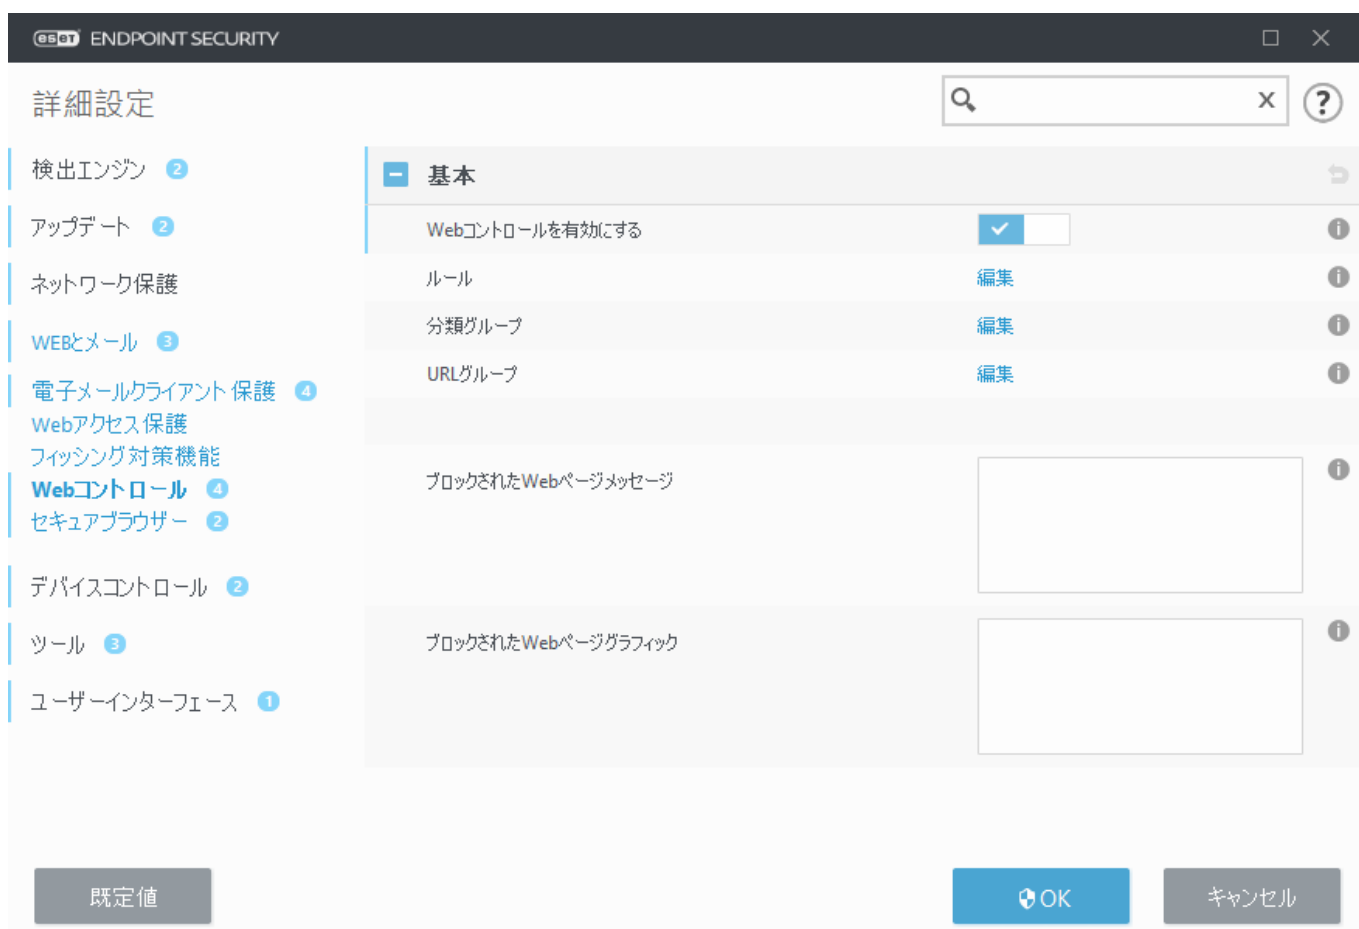 eset ENDPOINT SECURITY
詳細設定
x
?
検出エンジン 2
アップデート 2
ネットワーク保護
WEBとメール 3
電子メールクライアント保護 4
Webアクセス保護
フィッシング対策機能
Webコントロール 4
セキュアブラウザー 2
デバイスコントロール 2
ツール 3
ユーザーインターフェース 1
基本
Webコントロールを有効にする
ルール 編集
分類グループ 編集
URLグループ 編集
ブロックされたWebページメッセージ
ブロックされたWebページグラフィック
既定値
OK
キャンセル